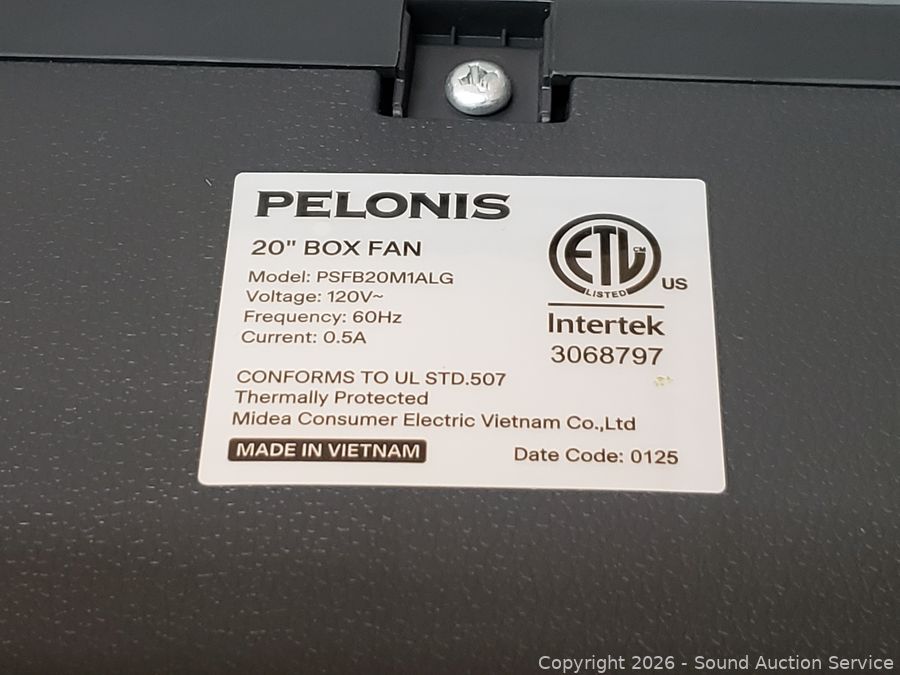 PELONIS
20" BOX FAN
Model: PSFB20M1ALG
Voltage: 120V~
Frequency: 60Hz
Current: 0.5A
ETL CM
LISTED
US
Intertek
3068797
CONFORMS TO UL STD.507
Thermally Protected
Midea Consumer Electric Vietnam Co.,Ltd
MADE IN VIETNAM
Date Code: 0125
Copyright 2026 - Sound Auction Service